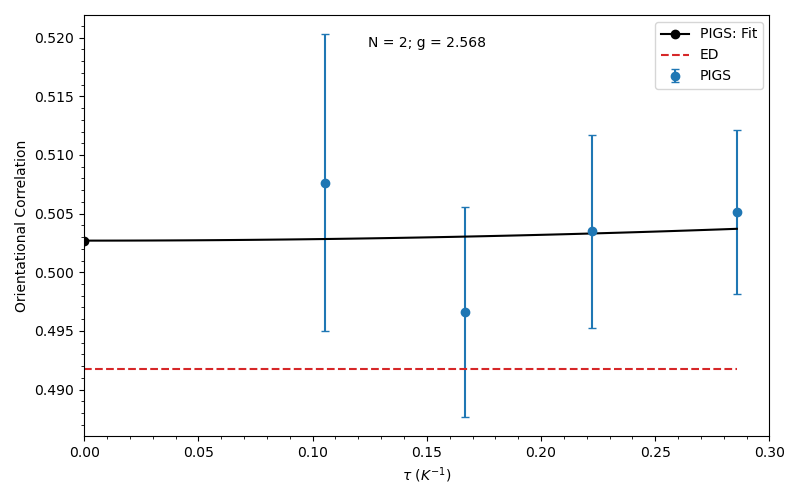 N = 2; g = 2.568
PIGS: Fit
ED
PIGS
Orientational Correlation
0.520
0.515
0.510
0.505
0.500
0.495
0.490
0.00 0.05 0.10 0.15 0.20 0.25 0.30
τ (K⁻¹)